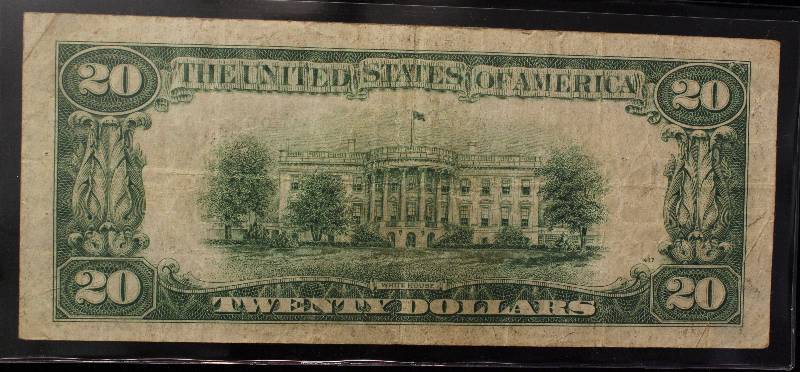 20 THE UNITED STATES OF AMERICA 20
WHITE HOUSE
20 TWENTY DOLLARS 20